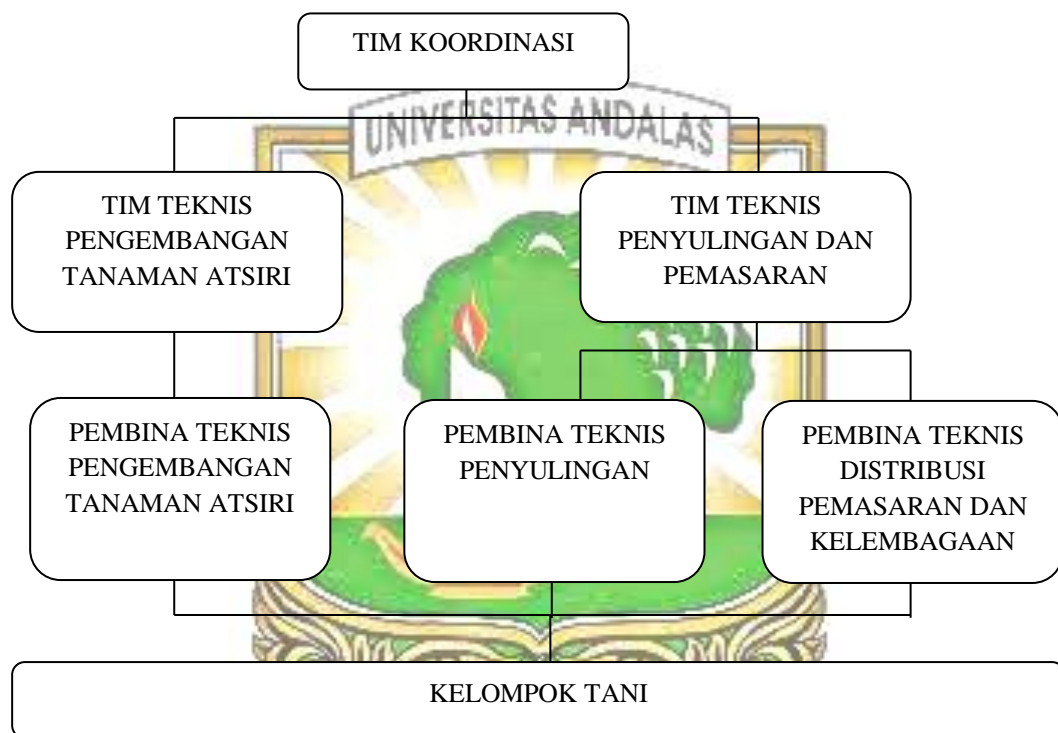 TIM KOORDINASI
UNIVERSITAS ANDALAS
TIM TEKNIS
PENGEMBANGAN
TANAMAN ATSIRI
TIM TEKNIS
PENYULINGAN DAN
PEMASARAN
PEMBINA TEKNIS
PENGEMBANGAN
TANAMAN ATSIRI
PEMBINA TEKNIS
PENYULINGAN
PEMBINA TEKNIS
DISTRIBUSI
PEMASARAN DAN
KELEMBAGAAN
KELOMPOK TANI